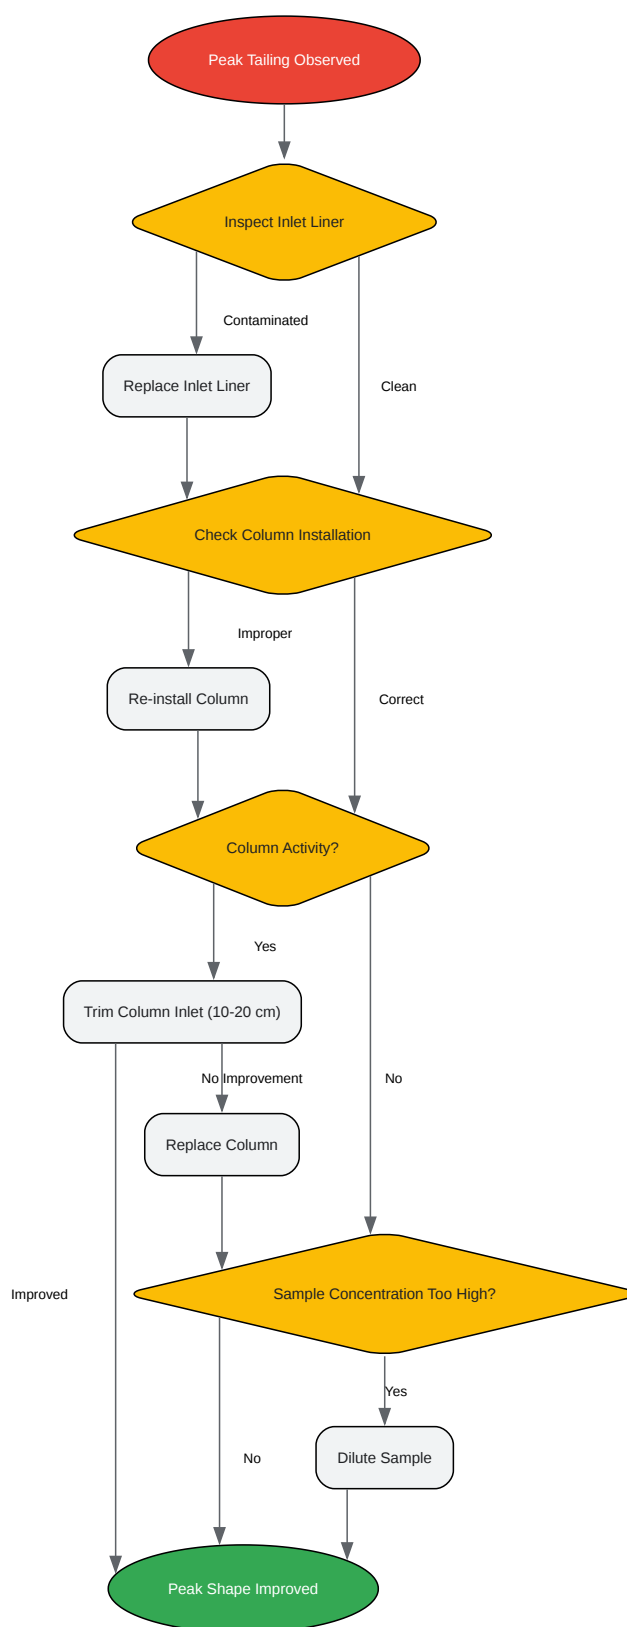 Peak Tailing Observed
Inspect Inlet Liner
Contaminated
Replace Inlet Liner
Clean
Check Column Installation
Improper
Re-install Column
Correct
Column Activity?
Yes
Trim Column Inlet (10-20 cm)
No Improvement
No
Replace Column
Improved
Sample Concentration Too High?
Yes
No
Dilute Sample
Peak Shape Improved